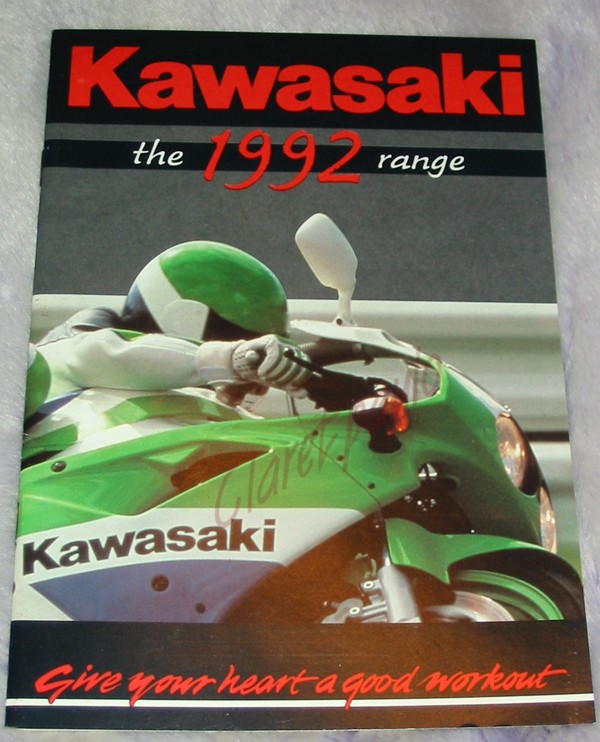 Kawasaki
the 1992 range
Kawasaki
Give your heart a good workout